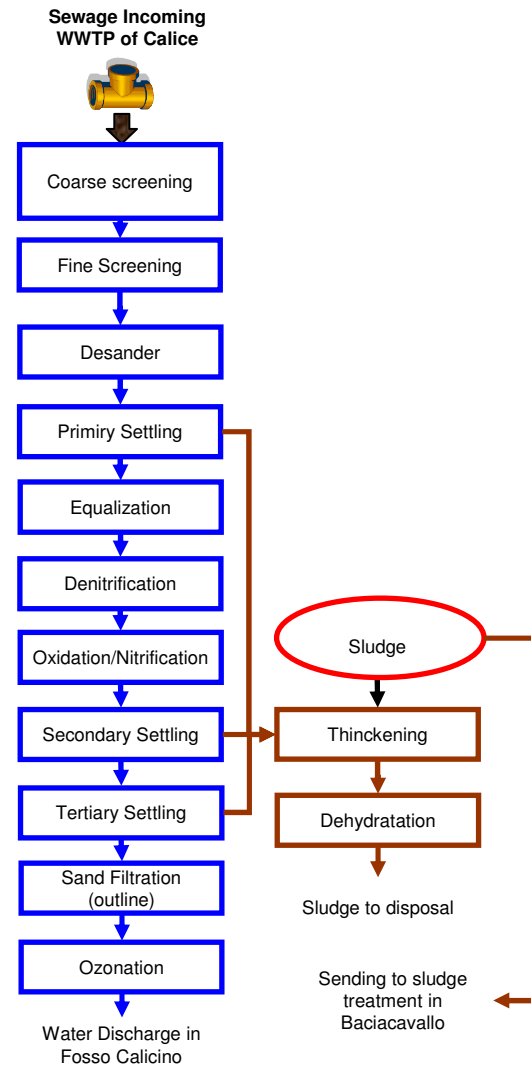 Sewage Incoming
WWTP of Calice
Coarse screening
Fine Screening
Desander
Primiry Settling
Equalization
Denitrification
Oxidation/Nitrification
Secondary Settling
Tertiary Settling
Sand Filtration
(outline)
Ozonation
Water Discharge in
Fosso Calicino
Sludge
Thinckening
Dehydratation
Sludge to disposal
Sending to sludge
treatment in
Baciacavallo